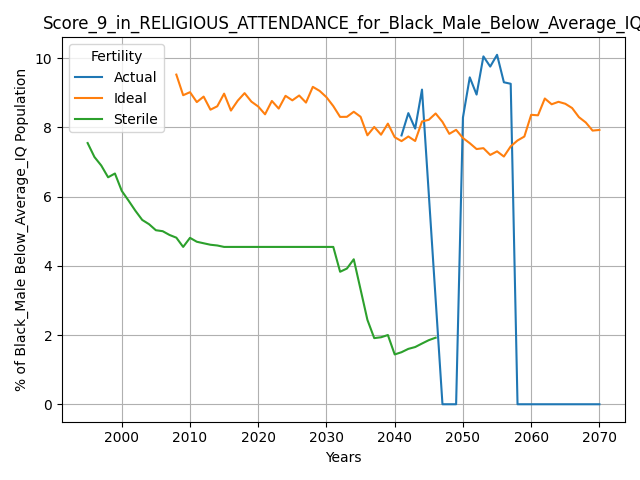 Score_9_in_RELIGIOUS_ATTENDANCE_for_Black_Male_Below_Average_IQ
Fertility
Actual
Ideal
Sterile
% of Black_Male Below_Average_IQ Population
10
8
6
4
2
0
2000 2010 2020 2030 2040 2050 2060 2070
Years